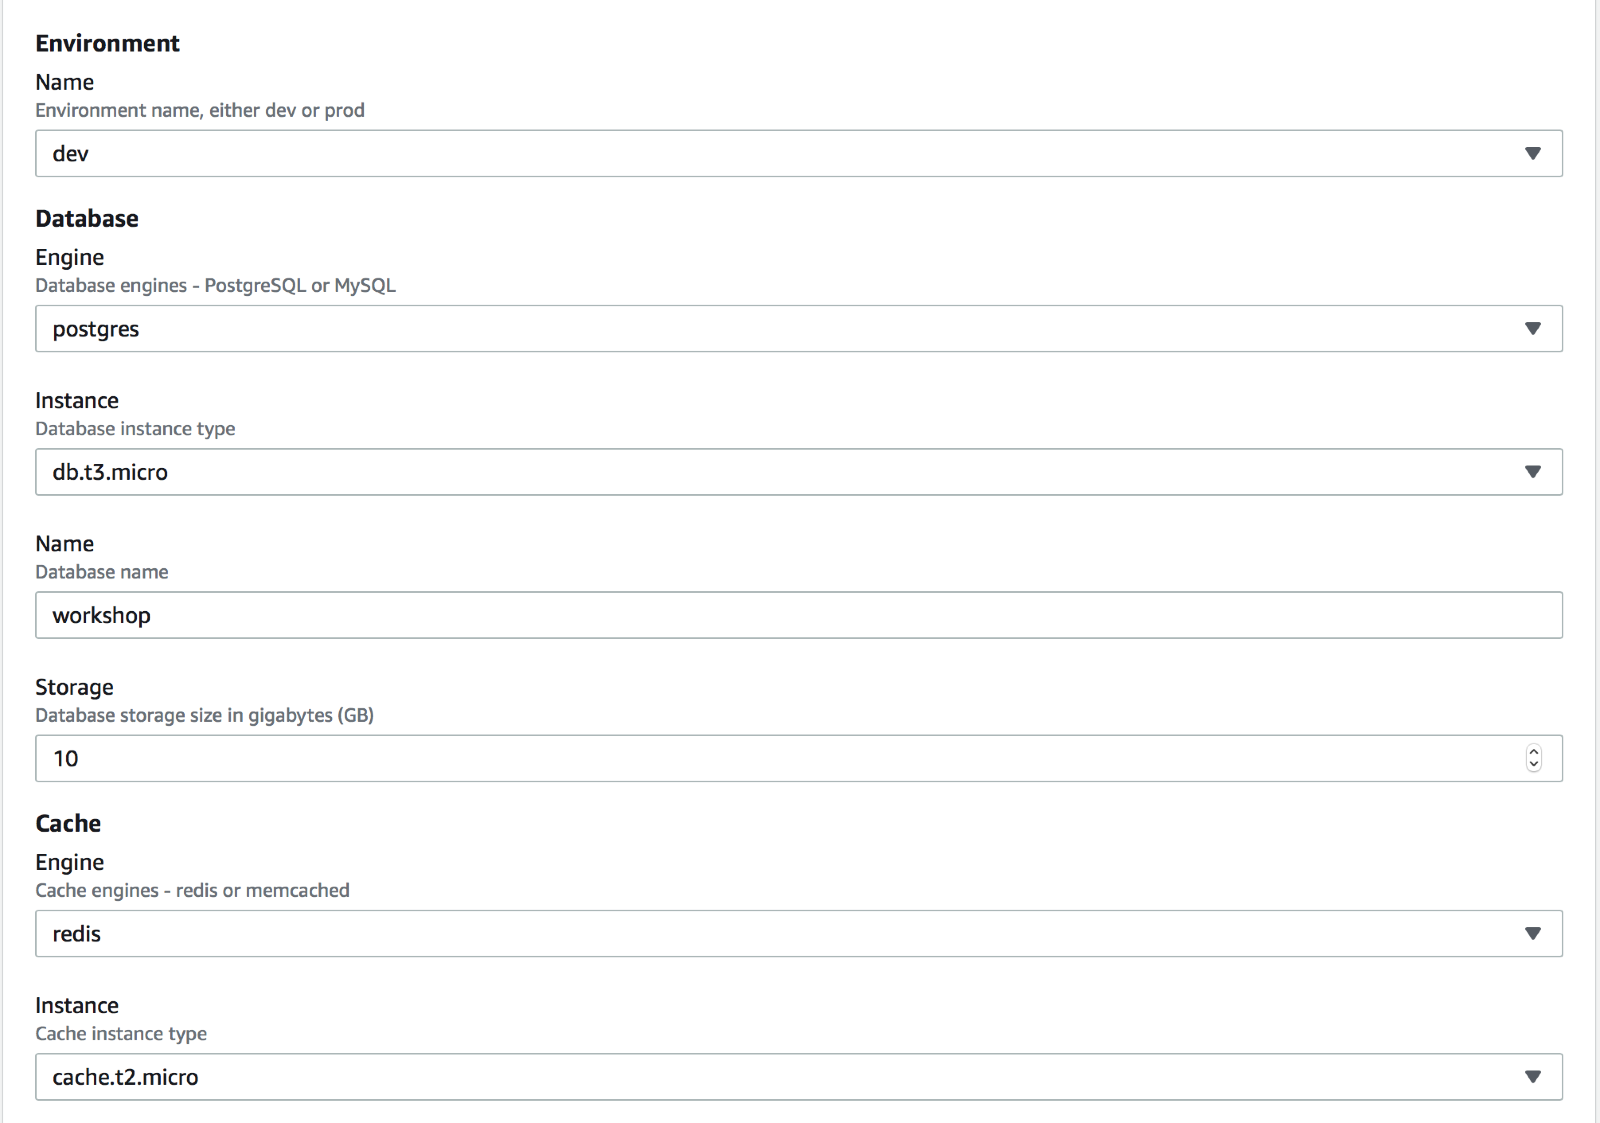 Environment
Name
Environment name, either dev or prod
dev
Database
Engine
Database engines - PostgreSQL or MySQL
postgres
Instance
Database instance type
db.t3.micro
Name
Database name
workshop
Storage
Database storage size in gigabytes (GB)
10
Cache
Engine
Cache engines - redis or memcached
redis
Instance
Cache instance type
cache.t2.micro